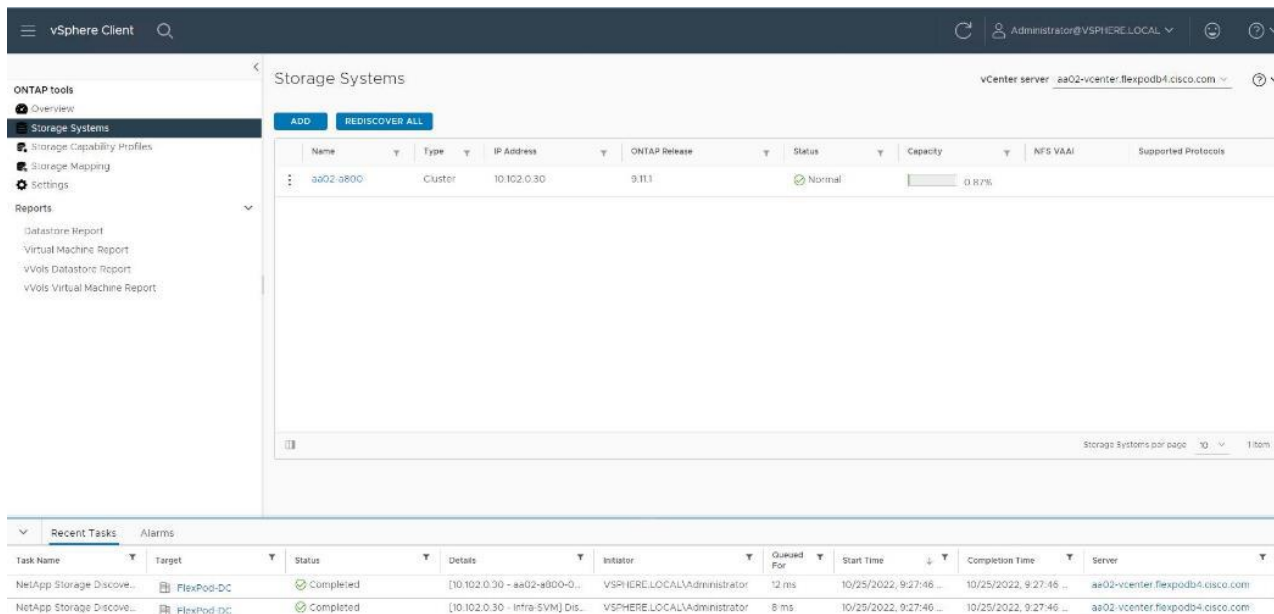 vSphere Client
Administrator@VSPHERE.LOCAL
ONTAP tools
Overview
Storage Systems
Storage Capability Profiles
Storage Mapping
Settings
Reports
Datastore Report
Virtual Machine Report
vVols Datastore Report
vVols Virtual Machine Report
Storage Systems
vCenter server aa02-vcenter.flexpodb4.cisco.com
ADD REDISCOVER ALL
Name Type IP Address ONTAP Release Status Capacity NFS VAAI Supported Protocols
aa02-a800 Cluster 10.102.0.30 9.11.1 Normal 0.87%
Storage Systems per page 10 1 item
Recent Tasks Alarms
Task Name Target Status Details Initiator Queued For Start Time Completion Time Server
NetApp Storage Discove... FlexPod-DC Completed [10.102.0.30 - aa02-a800-0... VSPHERE.LOCAL\Administrator 12 ms 10/25/2022, 9:27:46 ... 10/25/2022, 9:27:46 ... aa02-vcenter.flexpodb4.cisco.com
NetApp Storage Discove... FlexPod-DC Completed [10.102.0.30 - Infra-SVM] Dis... VSPHERE.LOCAL\Administrator 8 ms 10/25/2022, 9:27:46 ... 10/25/2022, 9:27:46 ... aa02-vcenter.flexpodb4.cisco.com